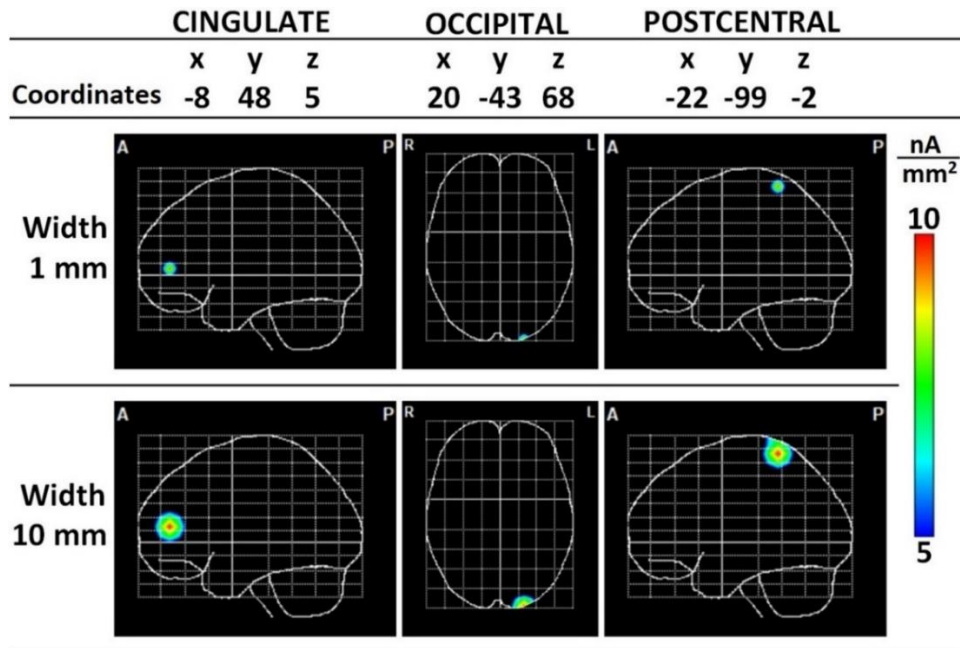 CINGULATE OCCIPITAL POSTCENTRAL
x y z x y z x y z
Coordinates -8 48 5 20 -43 68 -22 -99 -2
A P R L A P
nA
mm²
Width
1 mm
10
A P R L A P
Width
10 mm
5